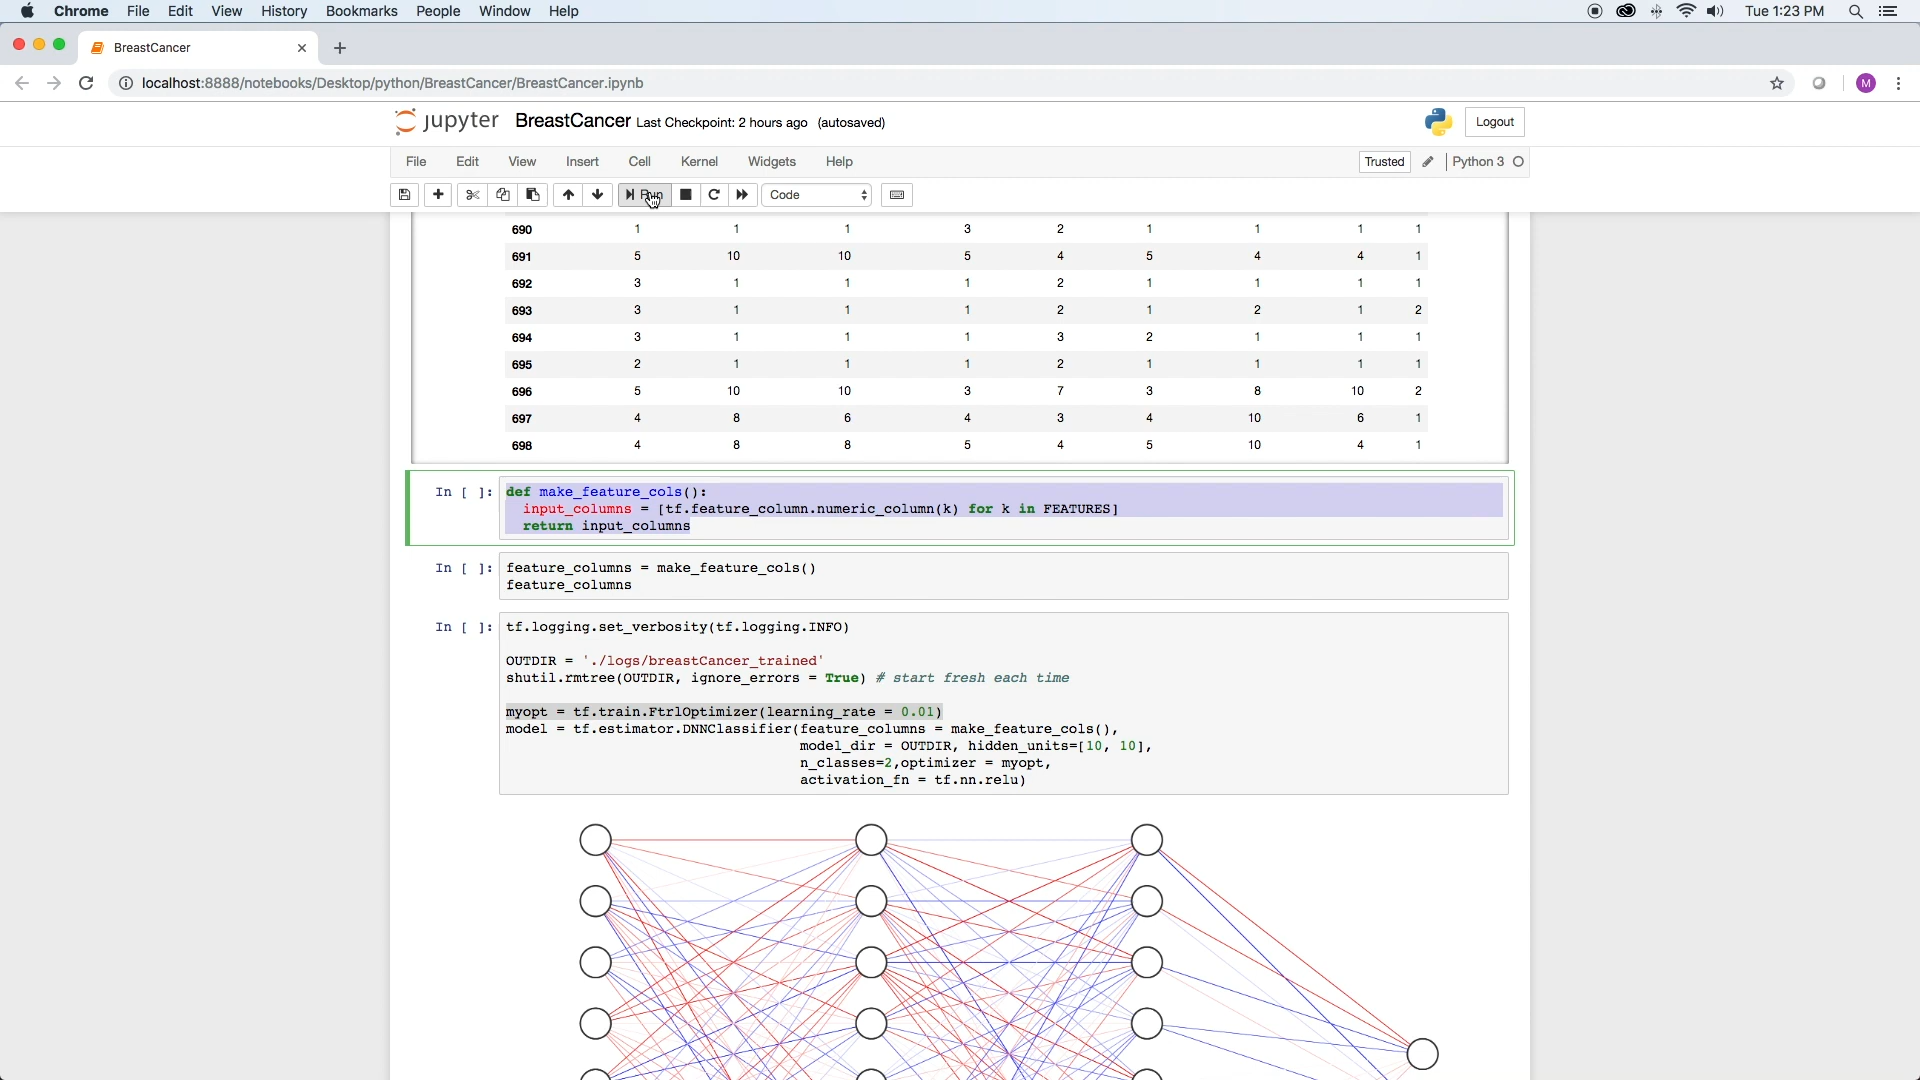 Chrome File Edit View History Bookmarks People Window Help Tue 1:23 PM
BreastCancer
localhost:8888/notebooks/Desktop/python/BreastCancer/BreastCancer.ipynb M
jupyter BreastCancer Last Checkpoint: 2 hours ago (autosaved) Logout
File Edit View Insert Cell Kernel Widgets Help Trusted Python 3
Run Code
690 1 1 1 3 2 1 1 1 1
691 5 10 10 5 4 5 4 4 1
692 3 1 1 1 2 1 1 1 1
693 3 1 1 1 2 1 2 1 2
694 3 1 1 1 3 2 1 1 1
695 2 1 1 1 2 1 1 1 1
696 5 10 10 3 7 3 8 10 2
697 4 8 6 4 3 4 10 6 1
698 4 8 8 5 4 5 10 4 1
In [ ]: def make_feature_cols():
input_columns = [tf.feature_column.numeric_column(k) for k in FEATURES]
return input_columns
In [ ]: feature_columns = make_feature_cols()
feature_columns
In [ ]: tf.logging.set_verbosity(tf.logging.INFO)
OUTDIR = './logs/breastCancer_trained'
shutil.rmtree(OUTDIR, ignore_errors = True) # start fresh each time
myopt = tf.train.FtrlOptimizer(learning_rate = 0.01)
model = tf.estimator.DNNClassifier(feature_columns = make_feature_cols(),
model_dir = OUTDIR, hidden_units=[10, 10],
n_classes=2,optimizer = myopt,
activation_fn = tf.nn.relu)